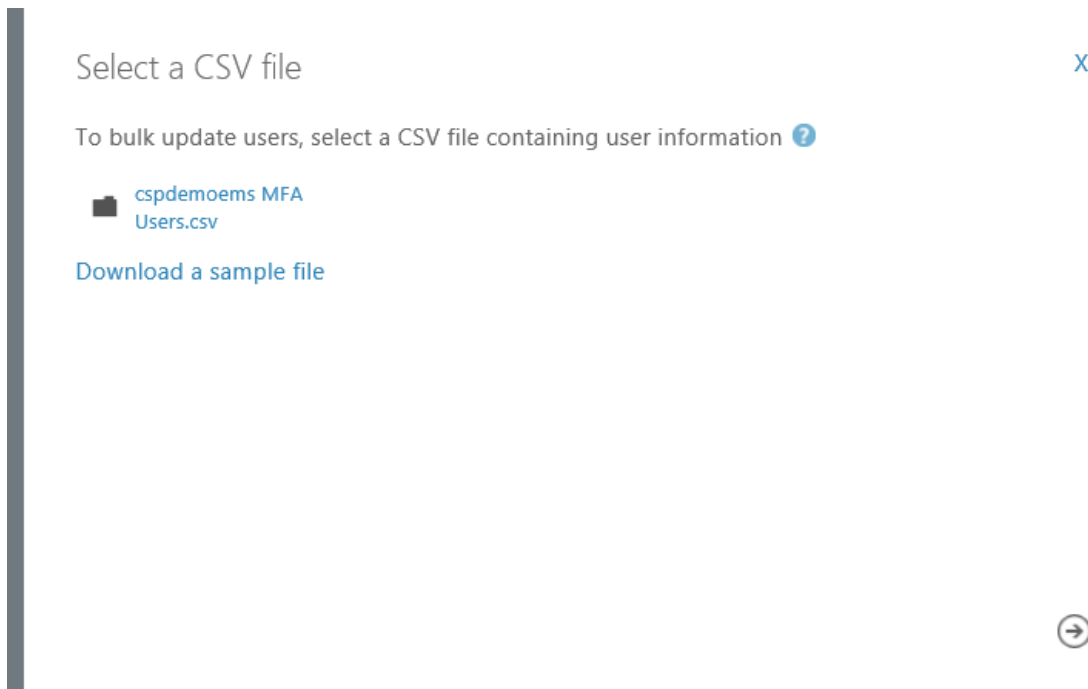 Select a CSV file
X
To bulk update users, select a CSV file containing user information ?
cspdemoems MFA
Users.csv
Download a sample file